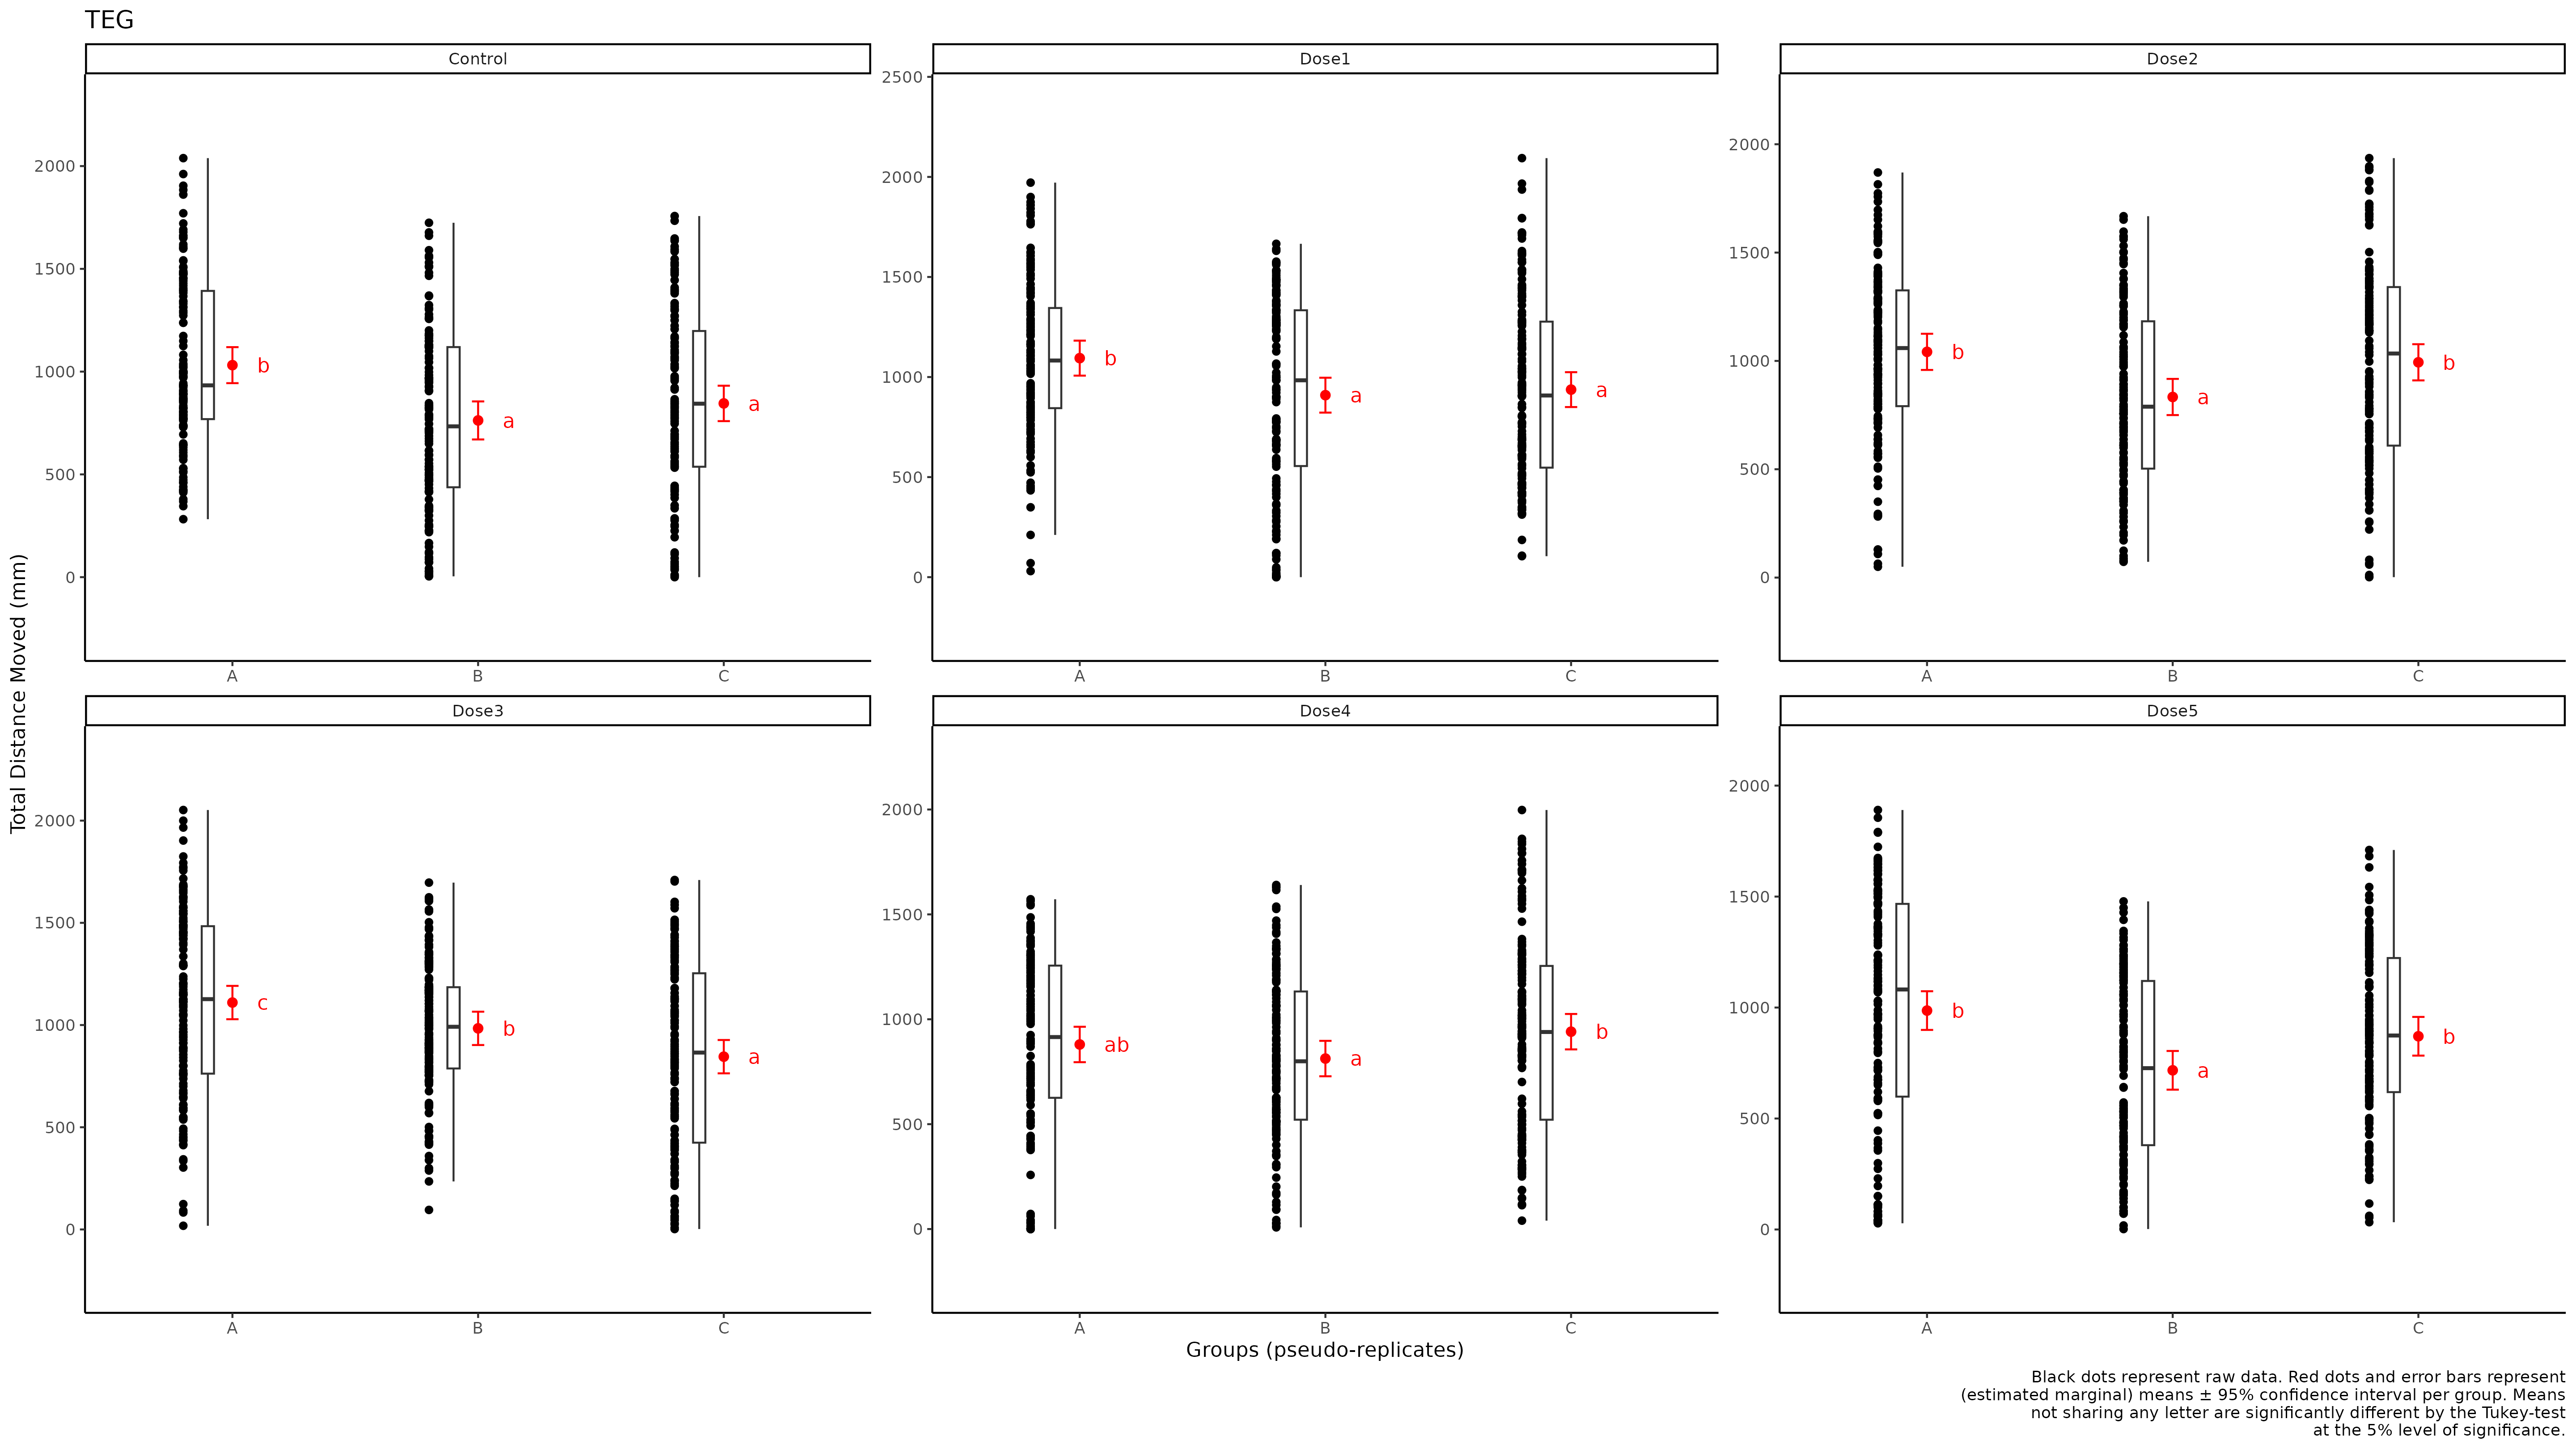 TEG
Control
Dose1
Dose2
2500
2000
1500
1000
500
0
b
a
a
A
B
C
2000
1500
1000
500
0
b
a
a
A
B
C
2000
1500
1000
500
0
b
a
b
A
B
C
Total Distance Moved (mm)
Dose3
Dose4
Dose5
2000
1500
1000
500
0
c
b
a
A
B
C
2000
1500
1000
500
0
ab
a
b
A
B
C
2000
1500
1000
500
0
b
a
b
A
B
C
Groups (pseudo-replicates)
Black dots represent raw data. Red dots and error bars represent
(estimated marginal) means ± 95% confidence interval per group. Means
not sharing any letter are significantly different by the Tukey-test
at the 5% level of significance.